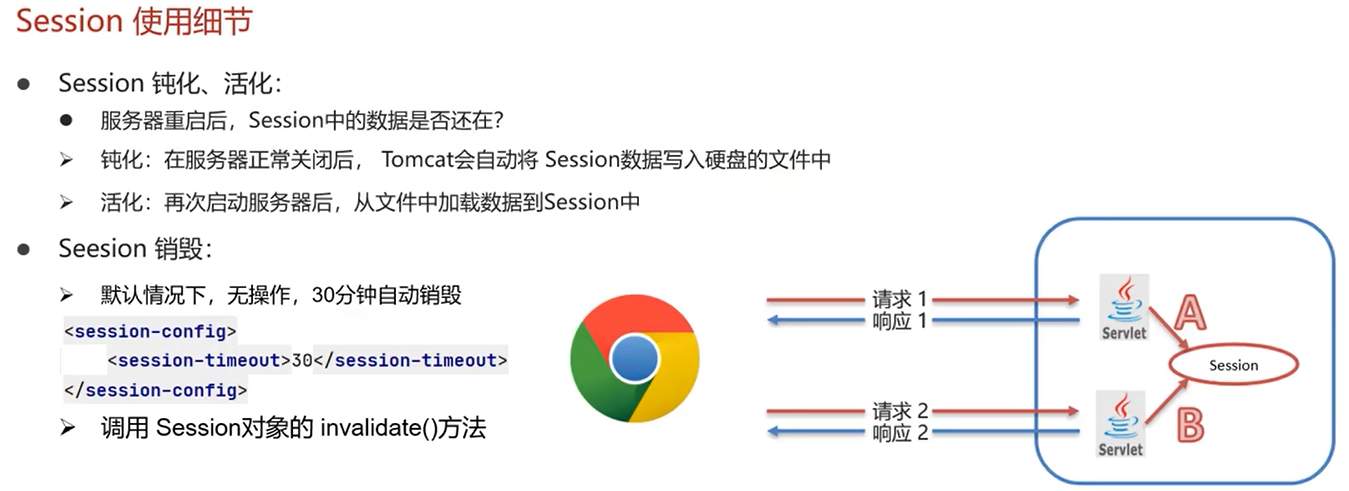 Session 使用细节
● Session 钝化、活化：
● 服务器重启后，Session中的数据是否还在？
➢ 钝化：在服务器正常关闭后， Tomcat会自动将 Session数据写入硬盘的文件中
➢ 活化：再次启动服务器后，从文件中加载数据到Session中
● Seesion 销毁：
➢ 默认情况下，无操作，30分钟自动销毁
<session-config>
<session-timeout>30</session-timeout>
</session-config>
➢ 调用 Session对象的 invalidate()方法
请求 1
响应 1
Servlet
A
Session
请求 2
响应 2
Servlet
B